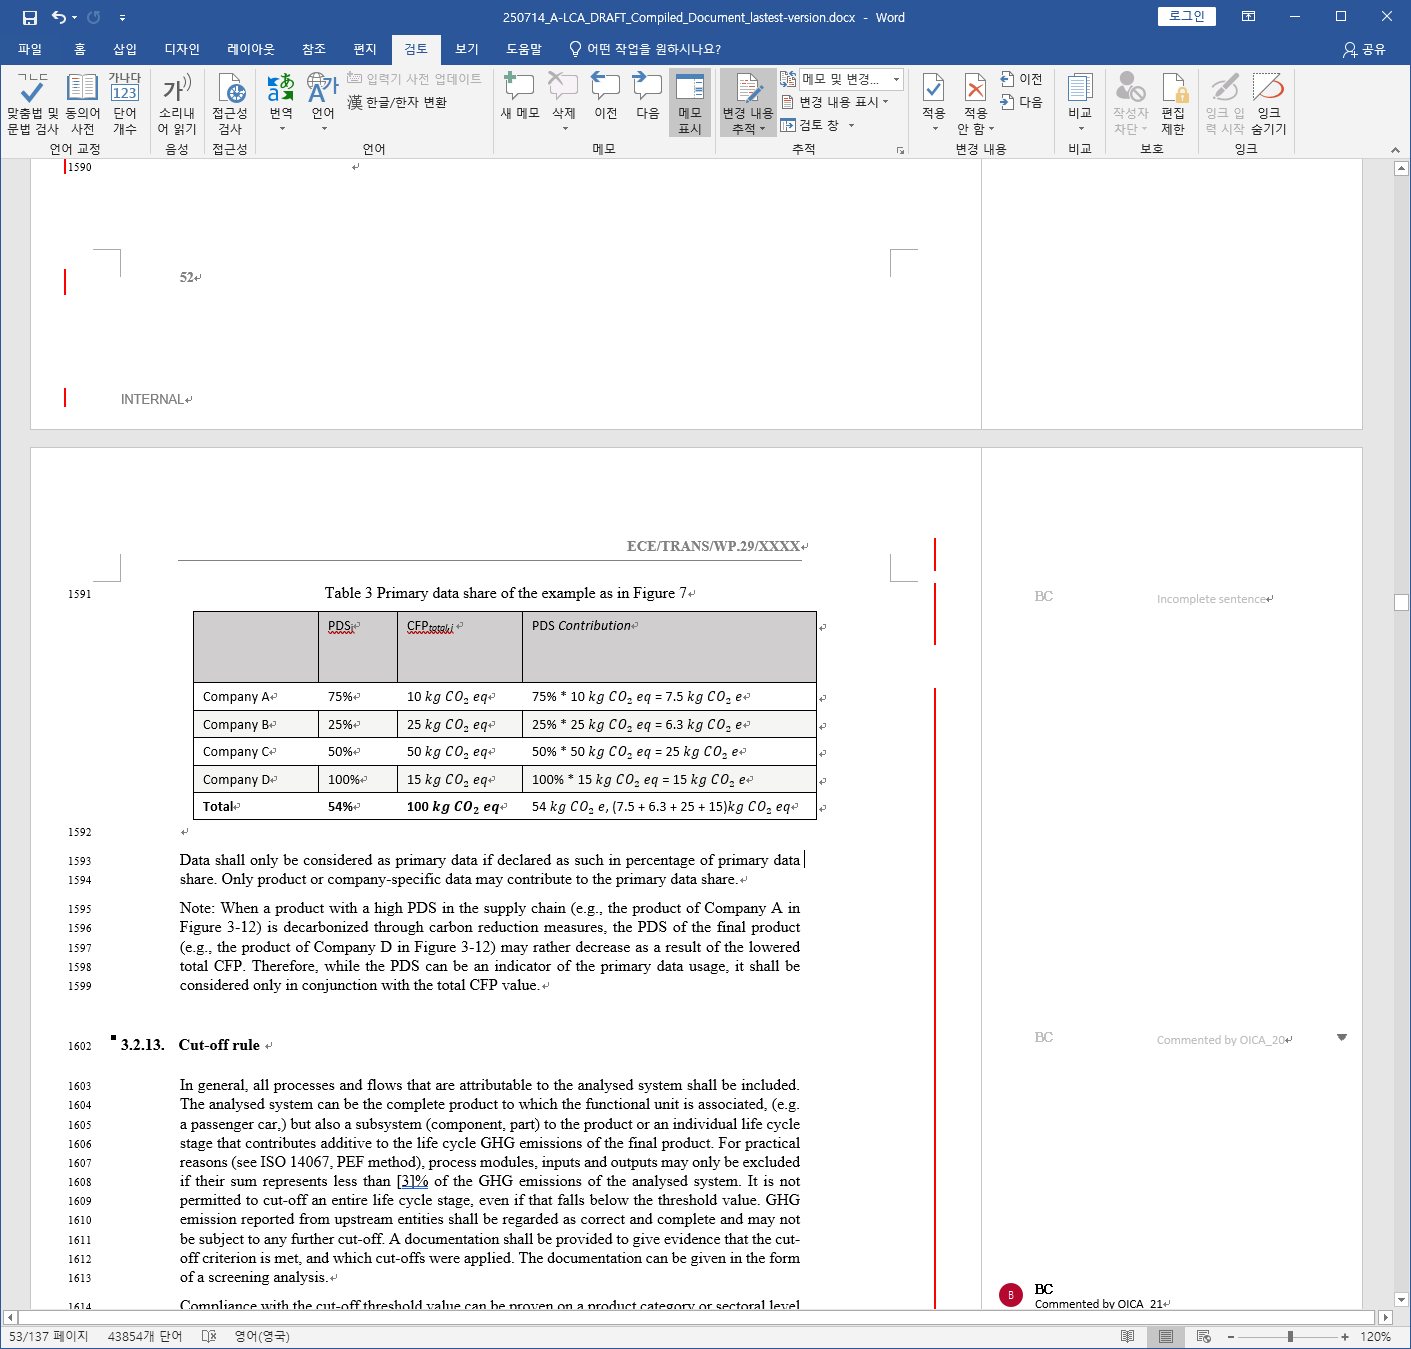 250714_A-LCA_DRAFT_Compiled_Document_lastest-version.docx - Word
로그인
파일 홈 삽입 디자인 레이아웃 참조 편지 검토 보기 도움말 어떤 작업을 원하시나요? 공유
맞춤법 및 문법 검사
동의어 사전
단어 개수
소리내어 읽기
접근성 검사
번역
언어
입력기 사전 업데이트
한글/한자 변환
새 메모
삭제
이전
다음
메모 표시
변경 내용 추적
메모 및 변경...
변경 내용 표시
검토 창
적용
적용 안 함
이전
다음
비교
작성자 차단
편집 제한
잉크 입력 시작
잉크 숨기기
언어 교정 음성 접근성 언어 메모 추적 변경 내용 비교 보호 잉크
1590
52
INTERNAL
ECE/TRANS/WP.29/XXXX
1591 Table 3 Primary data share of the example as in Figure 7
BC Incomplete sentence
PDSi CFPtotal,i PDS Contribution
Company A 75% 10 kg CO2 eq 75% * 10 kg CO2 eq = 7.5 kg CO2 e
Company B 25% 25 kg CO2 eq 25% * 25 kg CO2 eq = 6.3 kg CO2 e
Company C 50% 50 kg CO2 eq 50% * 50 kg CO2 eq = 25 kg CO2 e
Company D 100% 15 kg CO2 eq 100% * 15 kg CO2 eq = 15 kg CO2 e
Total 54% 100 kg CO2 eq 54 kg CO2 e, (7.5 + 6.3 + 25 + 15)kg CO2 eq
1592
1593 Data shall only be considered as primary data if declared as such in percentage of primary data
1594 share. Only product or company-specific data may contribute to the primary data share.
1595 Note: When a product with a high PDS in the supply chain (e.g., the product of Company A in
1596 Figure 3-12) is decarbonized through carbon reduction measures, the PDS of the final product
1597 (e.g., the product of Company D in Figure 3-12) may rather decrease as a result of the lowered
1598 total CFP. Therefore, while the PDS can be an indicator of the primary data usage, it shall be
1599 considered only in conjunction with the total CFP value.
1602 3.2.13. Cut-off rule
BC Commented by OICA_20
1603 In general, all processes and flows that are attributable to the analysed system shall be included.
1604 The analysed system can be the complete product to which the functional unit is associated, (e.g.
1605 a passenger car,) but also a subsystem (component, part) to the product or an individual life cycle
1606 stage that contributes additive to the life cycle GHG emissions of the final product. For practical
1607 reasons (see ISO 14067, PEF method), process modules, inputs and outputs may only be excluded
1608 if their sum represents less than [3]% of the GHG emissions of the analysed system. It is not
1609 permitted to cut-off an entire life cycle stage, even if that falls below the threshold value. GHG
1610 emission reported from upstream entities shall be regarded as correct and complete and may not
1611 be subject to any further cut-off. A documentation shall be provided to give evidence that the cut-
1612 off criterion is met, and which cut-offs were applied. The documentation can be given in the form
1613 of a screening analysis.
B BC
Commented by OICA_21
1614 Compliance with the cut-off threshold value can be proven on a product category or sectoral level
53/137 페이지 43854개 단어 영어(영국) 120%